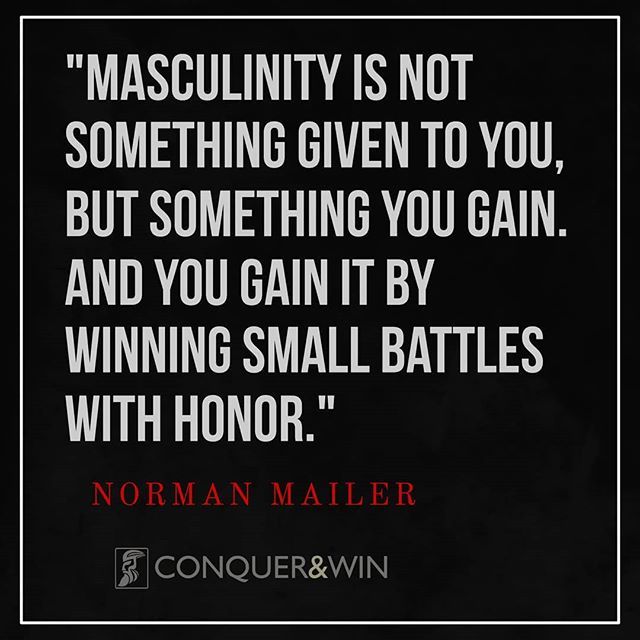 "MASCULINITY IS NOT
SOMETHING GIVEN TO YOU,
BUT SOMETHING YOU GAIN.
AND YOU GAIN IT BY
WINNING SMALL BATTLES
WITH HONOR."
NORMAN MAILER
CONQUER&WIN